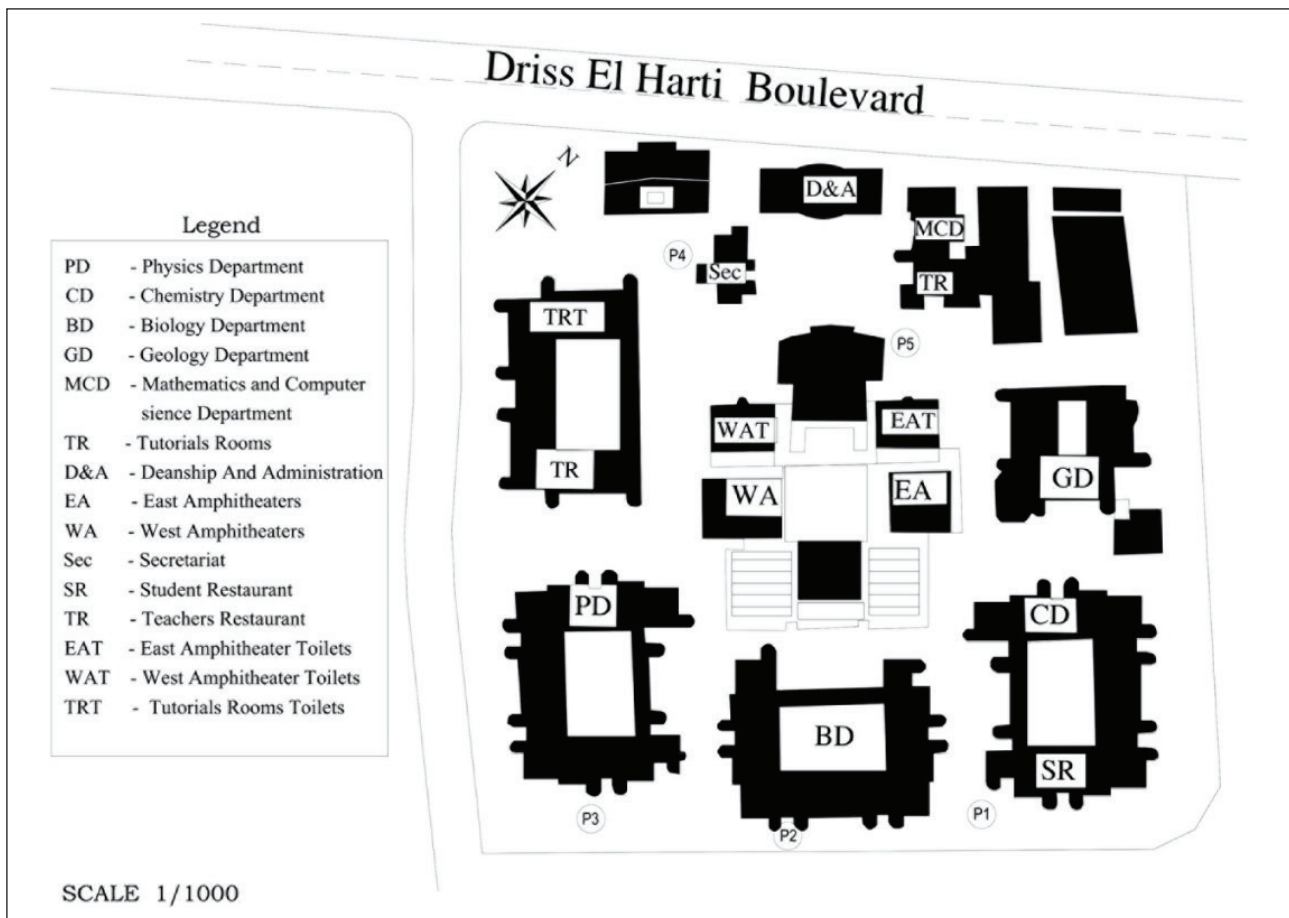 Driss El Harti Boulevard
N
D&A
MCD
P4
Sec
TR
TRT
P5
WAT
EAT
TR
WA
EA
GD
PD
CD
BD
SR
P3
P2
P1
Legend
PD - Physics Department
CD - Chemistry Department
BD - Biology Department
GD - Geology Department
MCD - Mathematics and Computer
sience Department
TR - Tutorials Rooms
D&A - Deanship And Administration
EA - East Amphitheaters
WA - West Amphitheaters
Sec - Secretariat
SR - Student Restaurant
TR - Teachers Restaurant
EAT - East Amphitheater Toilets
WAT - West Amphitheater Toilets
TRT - Tutorials Rooms Toilets
SCALE 1/1000